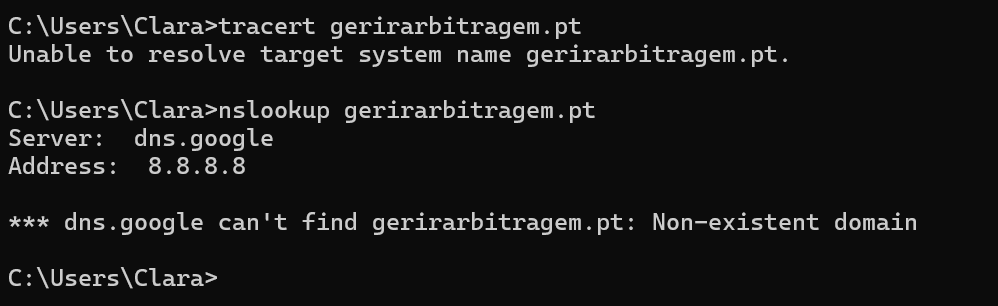 C:\Users\Clara>tracert gerirarbitragem.pt
Unable to resolve target system name gerirarbitragem.pt.
C:\Users\Clara>nslookup gerirarbitragem.pt
Server:  dns.google
Address:  8.8.8.8
*** dns.google can't find gerirarbitragem.pt: Non-existent domain
C:\Users\Clara>